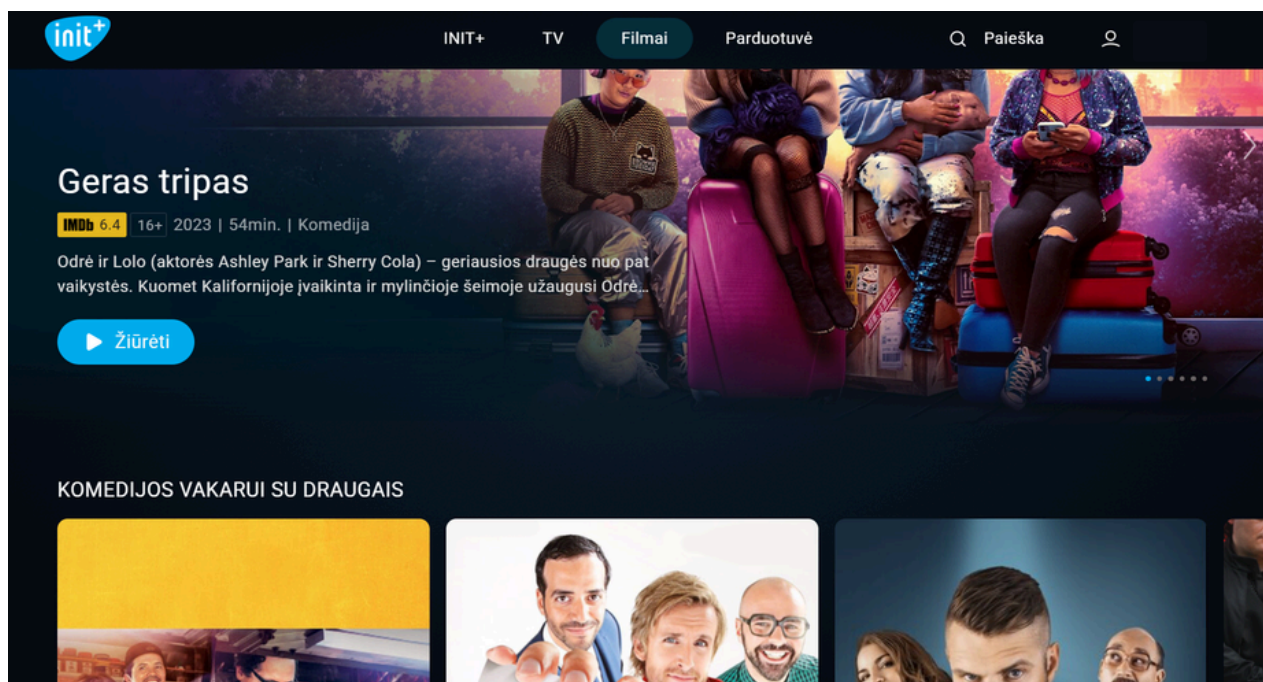 init+
INIT+ TV Filmai Parduotuvė Paieška
Geras tripas
IMDb 6.4 16+ 2023 | 54min. | Komedija
Odrė ir Lolo (aktorės Ashley Park ir Sherry Cola) – geriausios draugės nuo pat
vaikystės. Kuomet Kalifornijoje įvaikinta ir mylinčioje šeimoje užaugusi Odrė...
Žiūrėti
KOMEDIJOS VAKARUI SU DRAUGAIS